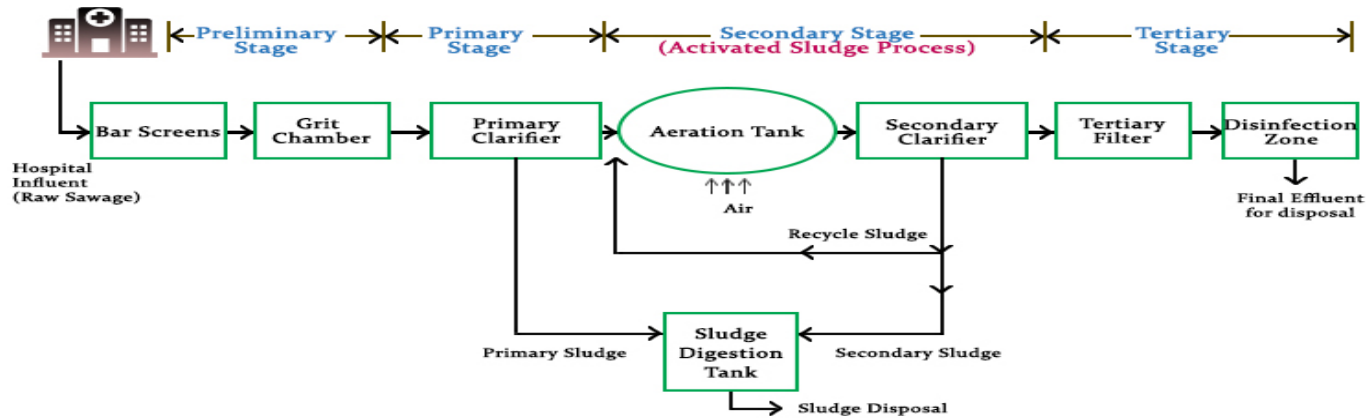 Preliminary
Stage
Primary
Stage
Secondary Stage
(Activated Sludge Process)
Tertiary
Stage
Bar Screens
Grit
Chamber
Primary
Clarifier
Aeration Tank
Secondary
Clarifier
Tertiary
Filter
Disinfection
Zone
Hospital
Influent
(Raw Sawage)
Air
Final Effluent
for disposal
Recycle Sludge
Primary Sludge
Sludge
Digestion
Tank
Secondary Sludge
Sludge Disposal